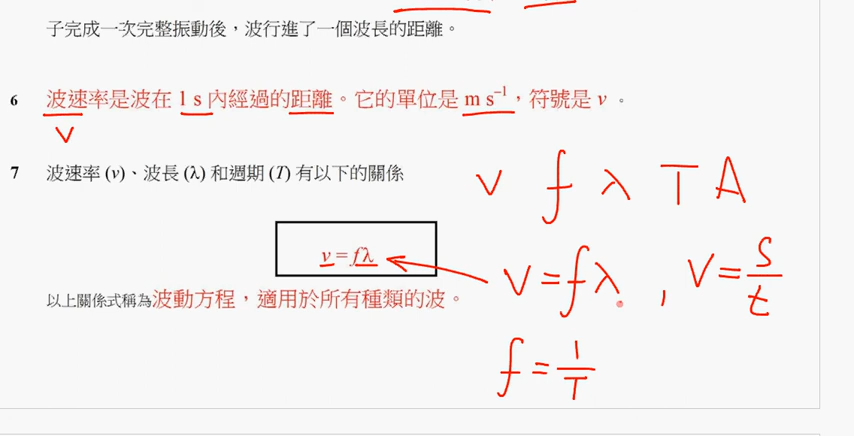 子完成一次完整振動後，波行進了一個波長的距離。
6 波速率是波在 1 s 內經過的距離。它的單位是 m s⁻¹，符號是 v 。
V
7 波速率 (v)、波長 (λ) 和週期 (T) 有以下的關係
v f λ T A
v = fλ
V = fλ , V = s/t
以上關係式稱為波動方程，適用於所有種類的波。
f = 1/T